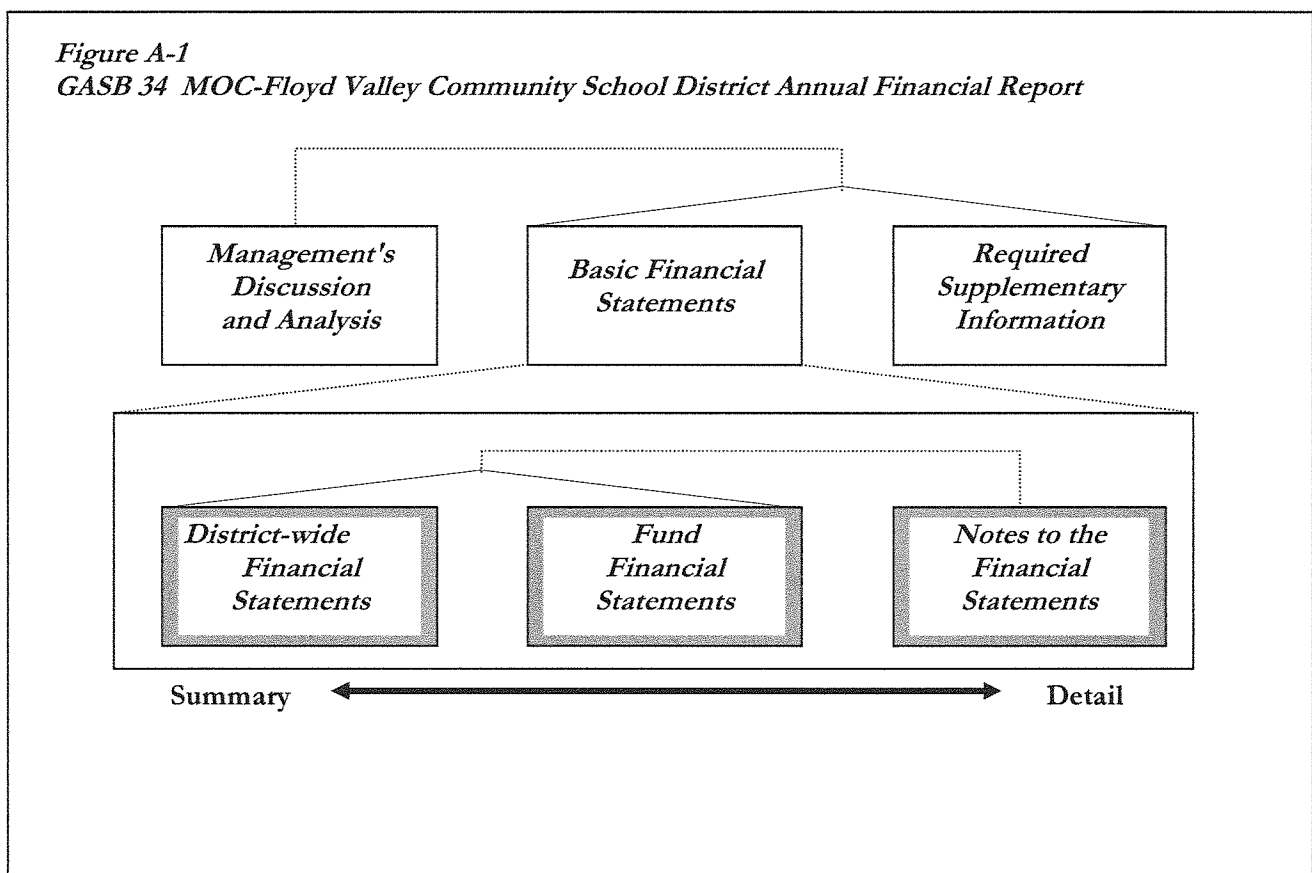 Figure A-1
GASB 34 MOC-Floyd Valley Community School District Annual Financial Report
Management's
Discussion
and Analysis
Basic Financial
Statements
Required
Supplementary
Information
District-wide
Financial
Statements
Fund
Financial
Statements
Notes to the
Financial
Statements
Summary
Detail